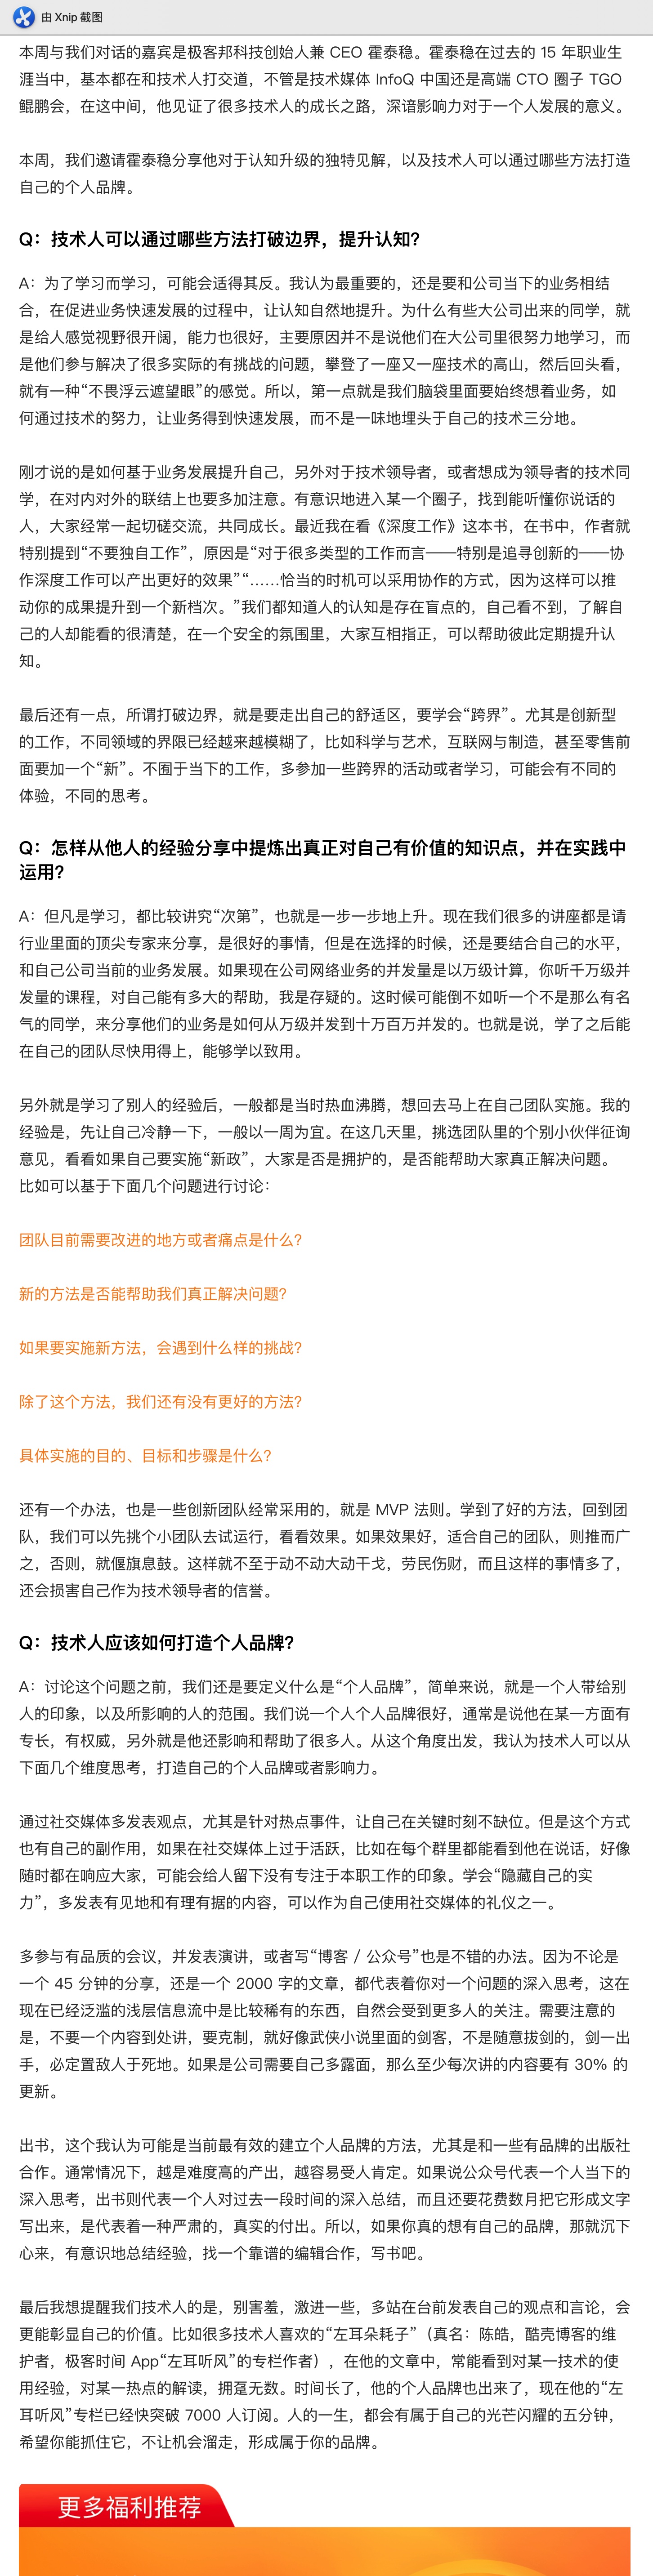 由 Xnip 截图
本周与我们对话的嘉宾是极客邦科技创始人兼 CEO 霍泰稳。霍泰稳在过去的 15 年职业生
涯当中，基本都在和技术人打交道，不管是技术媒体 InfoQ 中国还是高端 CTO 圈子 TGO
鲲鹏会，在这中间，他见证了很多技术人的成长之路，深谙影响力对于一个人发展的意义。
本周，我们邀请霍泰稳分享他对于认知升级的独特见解，以及技术人可以通过哪些方法打造
自己的个人品牌。
Q：技术人可以通过哪些方法打破边界，提升认知?
A：为了学习而学习，可能会适得其反。我认为最重要的，还是要和公司当下的业务相结
合，在促进业务快速发展的过程中，让认知自然地提升。为什么有些大公司出来的同学，就
是给人感觉视野很开阔，能力也很好，主要原因并不是说他们在大公司里很努力地学习，而
是他们参与解决了很多实际的有挑战的问题，攀登了一座又一座技术的高山，然后回头看，
就有一种“不畏浮云遮望眼”的感觉。所以，第一点就是我们脑袋里面要始终想着业务，如
何通过技术的努力，让业务得到快速发展，而不是一味地埋头于自己的技术三分地。
刚才说的是如何基于业务发展提升自己，另外对于技术领导者，或者想成为领导者的技术同
学，在对内对外的联结上也要多加注意。有意识地进入某一个圈子，找到能听懂你说话的
人，大家经常一起切磋交流，共同成长。最近我在看《深度工作》这本书，在书中，作者就
特别提到“不要独自工作”，原因是“对于很多类型的工作而言——特别是追寻创新的——协
作深度工作可以产出更好的效果”“……恰当的时机可以采用协作的方式，因为这样可以推
动你的成果提升到一个新档次。”我们都知道人的认知是存在盲点的，自己看不到，了解自
己的人却能看的很清楚，在一个安全的氛围里，大家互相指正，可以帮助彼此定期提升认
知。
最后还有一点，所谓打破边界，就是要走出自己的舒适区，要学会“跨界”。尤其是创新型
的工作，不同领域的界限已经越来越模糊了，比如科学与艺术，互联网与制造，甚至零售前
面要加一个“新”。不囿于当下的工作，多参加一些跨界的活动或者学习，可能会有不同的
体验，不同的思考。
Q：怎样从他人的经验分享中提炼出真正对自己有价值的知识点，并在实践中
运用?
A：但凡是学习，都比较讲究“次第”，也就是一步一步地上升。现在我们很多的讲座都是请
行业里面的顶尖专家来分享，是很好的事情，但是在选择的时候，还是要结合自己的水平，
和自己公司当前的业务发展。如果现在公司网络业务的并发量是以万级计算，你听千万级并
发量的课程，对自己能有多大的帮助，我是存疑的。这时候可能倒不如听一个不是那么有名
气的同学，来分享他们的业务是如何从万级并发到十万百万并发的。也就是说，学了之后能
在自己的团队尽快用得上，能够学以致用。
另外就是学习了别人的经验后，一般都是当时热血沸腾，想回去马上在自己团队实施。我的
经验是，先让自己冷静一下，一般以一周为宜。在这几天里，挑选团队里的个别小伙伴征询
意见，看看如果自己要实施“新政”，大家是否是拥护的，是否能帮助大家真正解决问题。
比如可以基于下面几个问题进行讨论：
团队目前需要改进的地方或者痛点是什么?
新的方法是否能帮助我们真正解决问题?
如果要实施新方法，会遇到什么样的挑战?
除了这个方法，我们还有没有更好的方法?
具体实施的目的、目标和步骤是什么?
还有一个办法，也是一些创新团队经常采用的，就是 MVP 法则。学到了好的方法，回到团
队，我们可以先挑个小团队去试运行，看看效果。如果效果好，适合自己的团队，则推而广
之，否则，就偃旗息鼓。这样就不至于动不动大动干戈，劳民伤财，而且这样的事情多了，
还会损害自己作为技术领导者的信誉。
Q：技术人应该如何打造个人品牌?
A：讨论这个问题之前，我们还是要定义什么是“个人品牌”，简单来说，就是一个人带给别
人的印象，以及所影响的人的范围。我们说一个人个人品牌很好，通常是说他在某一方面有
专长，有权威，另外就是他还影响和帮助了很多人。从这个角度出发，我认为技术人可以从
下面几个维度思考，打造自己的个人品牌或者影响力。
通过社交媒体多发表观点，尤其是针对热点事件，让自己在关键时刻不缺位。但是这个方式
也有自己的副作用，如果在社交媒体上过于活跃，比如在每个群里都能看到他在说话，好像
随时都在响应大家，可能会给人留下没有专注于本职工作的印象。学会“隐藏自己的实
力”，多发表有见地和有理有据的内容，可以作为自己使用社交媒体的礼仪之一。
多参与有品质的会议，并发表演讲，或者写“博客 / 公众号”也是不错的办法。因为不论是
一个 45 分钟的分享，还是一个 2000 字的文章，都代表着你对一个问题的深入思考，这在
现在已经泛滥的浅层信息流中是比较稀有的东西，自然会受到更多人的关注。需要注意的
是，不要一个内容到处讲，要克制，就好像武侠小说里面的剑客，不是随意拔剑的，剑一出
手，必定置敌人于死地。如果是公司需要自己多露面，那么至少每次讲的内容要有 30% 的
更新。
出书，这个我认为可能是当前最有效的建立个人品牌的方法，尤其是和一些有品牌的出版社
合作。通常情况下，越是难度高的产出，越容易受人肯定。如果说公众号代表一个人当下的
深入思考，出书则代表一个人对过去一段时间的深入总结，而且还要花费数月把它形成文字
写出来，是代表着一种严肃的，真实的付出。所以，如果你真的想有自己的品牌，那就沉下
心来，有意识地总结经验，找一个靠谱的编辑合作，写书吧。
最后我想提醒我们技术人的是，别害羞，激进一些，多站在台前发表自己的观点和言论，会
更能彰显自己的价值。比如很多技术人喜欢的“左耳朵耗子”（真名：陈皓，酷壳博客的维
护者，极客时间 App“左耳听风”的专栏作者），在他的文章中，常能看到对某一技术的使
用经验，对某一热点的解读，拥趸无数。时间长了，他的个人品牌也出来了，现在他的“左
耳听风”专栏已经快突破 7000 人订阅。人的一生，都会有属于自己的光芒闪耀的五分钟，
希望你能抓住它，不让机会溜走，形成属于你的品牌。
更多福利推荐